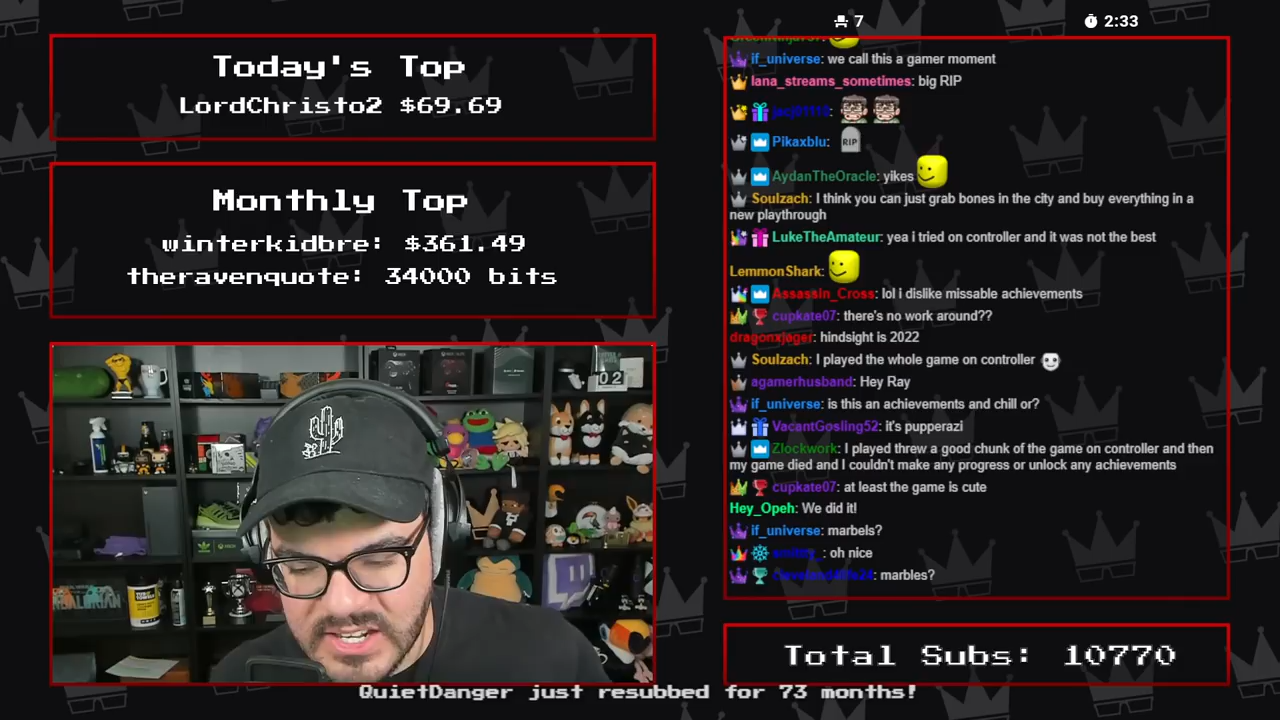 7
2:33
Today's Top
LordChristo2 $69.69
Monthly Top
winterkidbre: $361.49
theravenquote: 34000 bits
if_universe: we call this a gamer moment
lana_streams_sometimes: big RIP
Pikaxblu: RIP
AydanTheOracle: yikes
Soulzach: I think you can just grab bones in the city and buy everything in a
new playthrough
LukeTheAmateur: yea i tried on controller and it was not the best
LemmonShark:
Assassin_Cross: lol i dislike missable achievements
cupkate07: there's no work around??
dragonxjager: hindsight is 2022
Soulzach: I played the whole game on controller
agamerhusband: Hey Ray
if_universe: is this an achievements and chill or?
VacantGosling52: it's pupperazi
Zlockwork: I played threw a good chunk of the game on controller and then
my game died and I couldn't make any progress or unlock any achievements
cupkate07: at least the game is cute
Hey_Opeh: We did it!
if_universe: marbels?
: oh nice
: marbles?
Total Subs: 10770
QuietDanger just resubbed for 73 months!